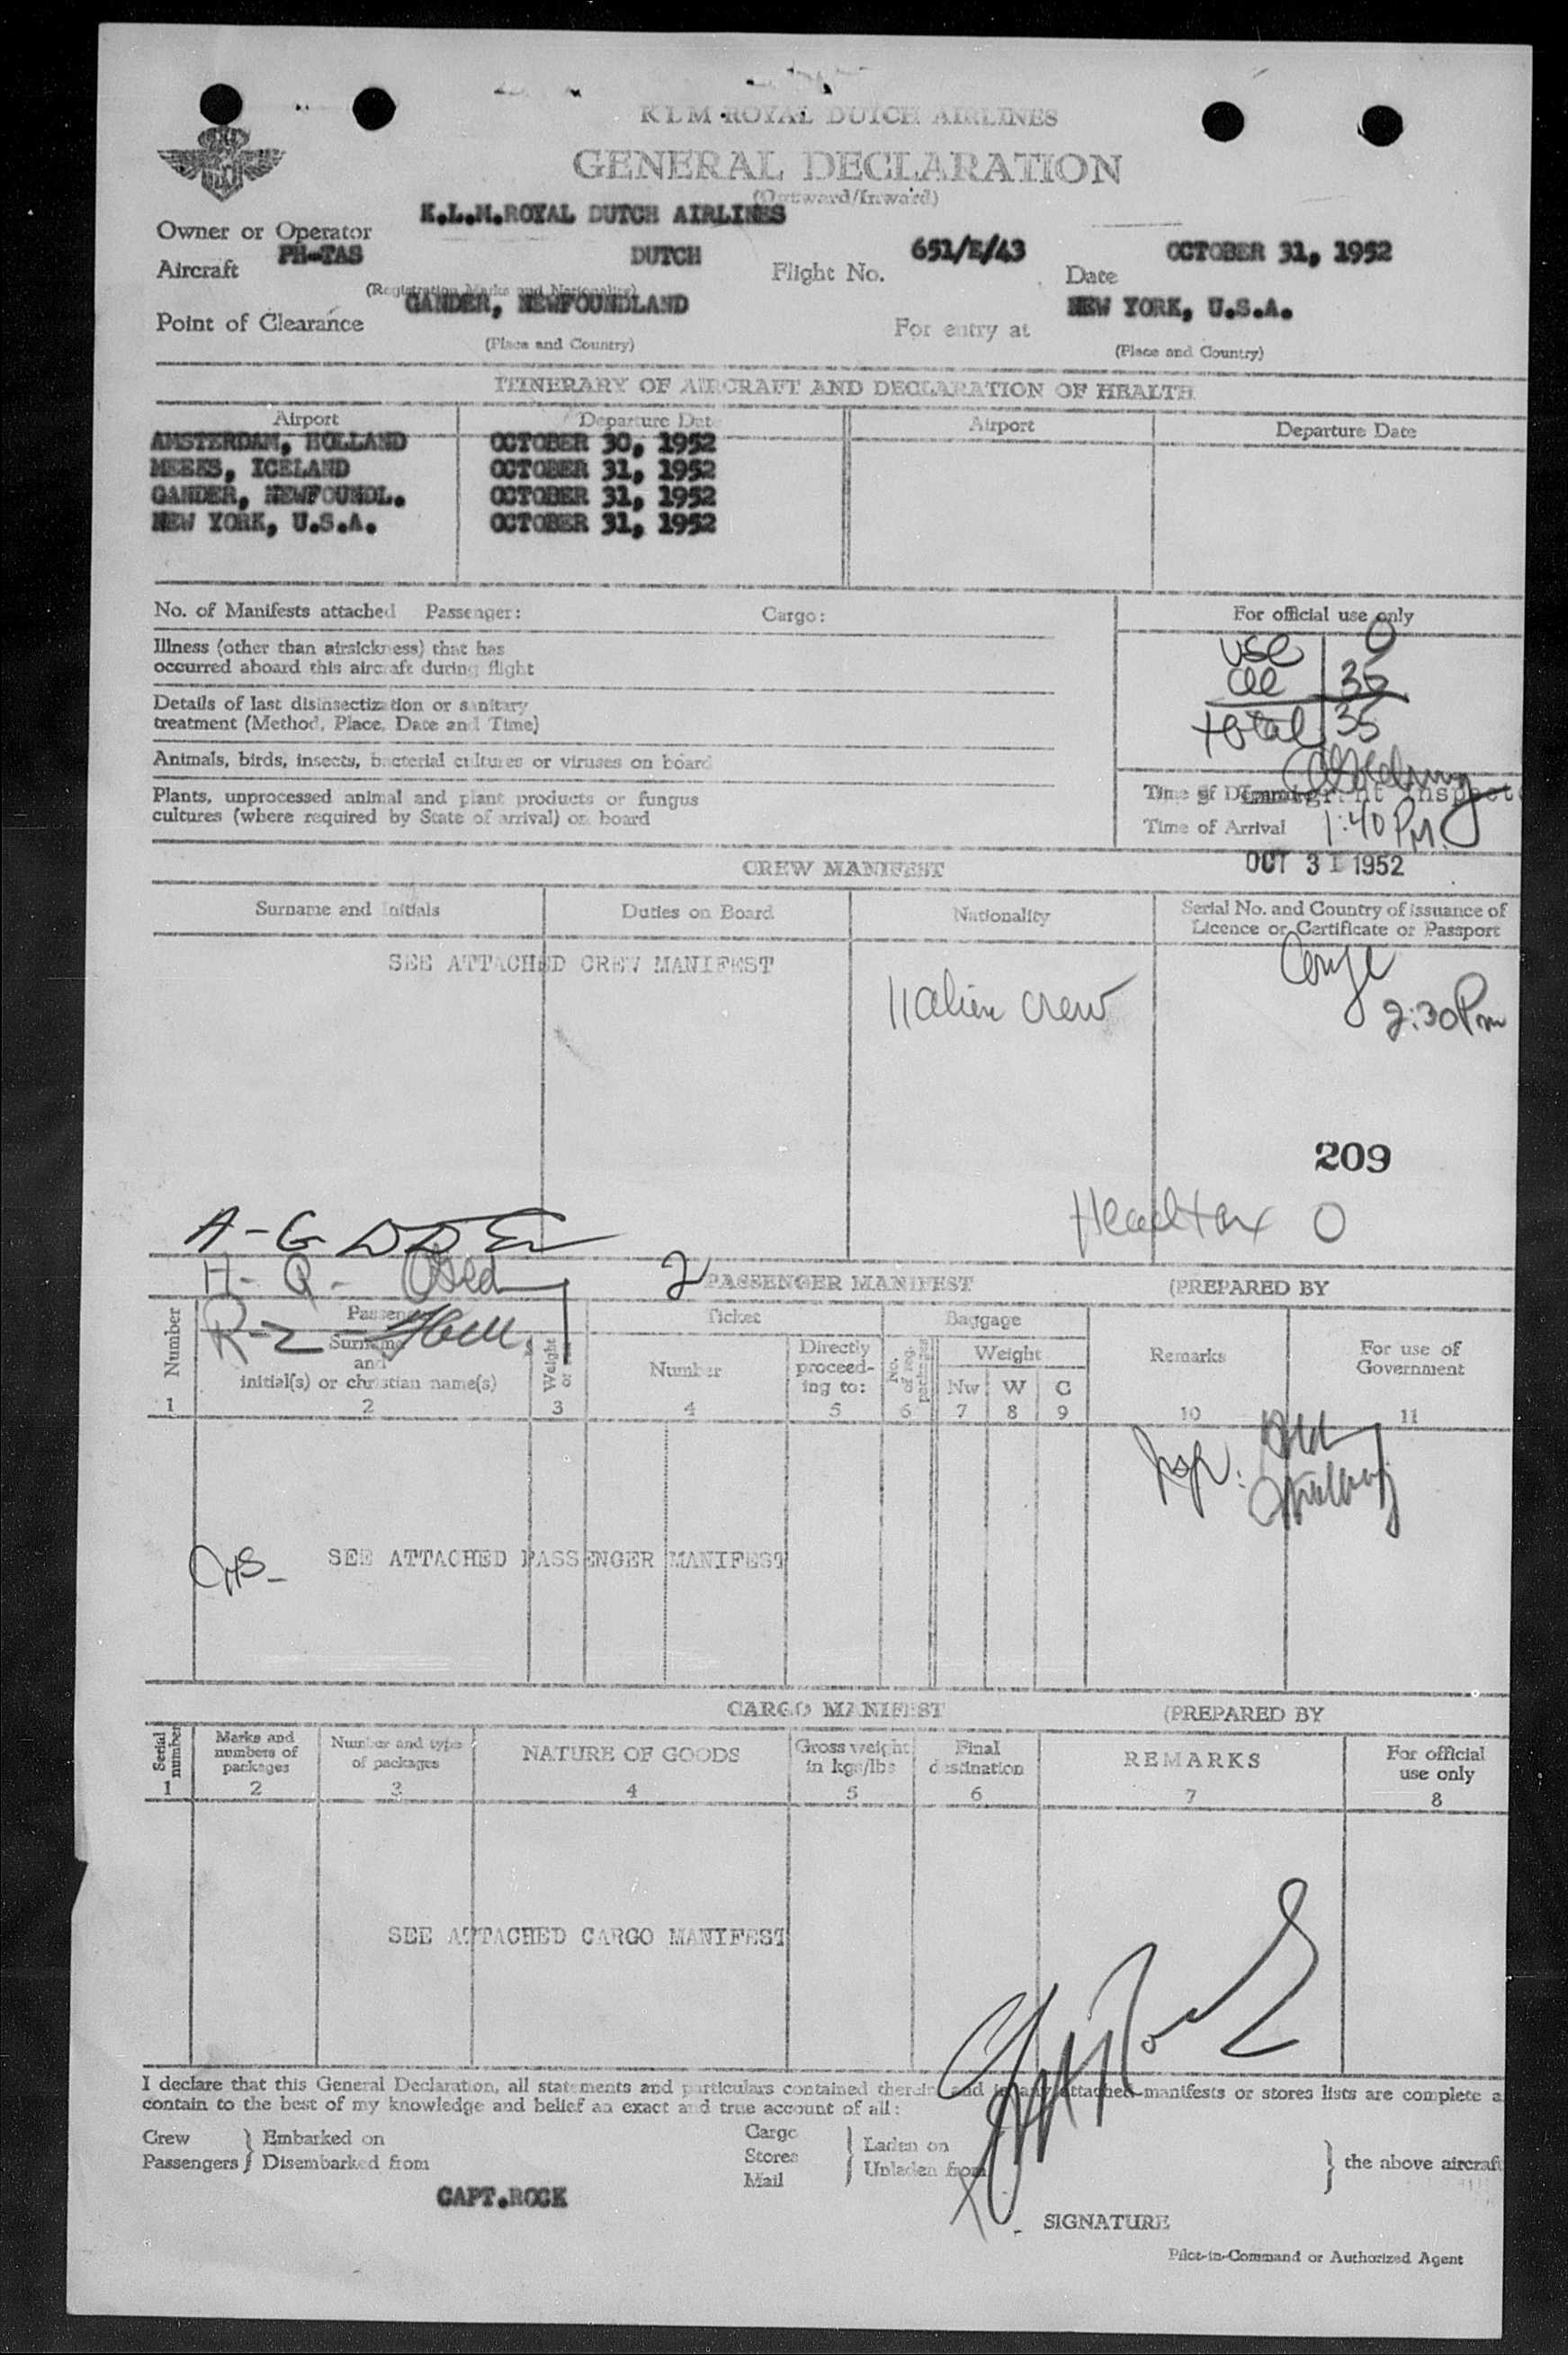 KLM ROYAL DUTCH AIRLINES
GENERAL DECLARATION
(Outward/Inward)
Owner or Operator K.L.M.ROYAL DUTCH AIRLINES
Aircraft PH-TAS DUTCH Flight No. 651/E/43 Date OCTOBER 31, 1952
(Registration Marks and Nationality)
Point of Clearance GANDER, NEWFOUNDLAND For entry at NEW YORK, U.S.A.
(Place and Country) (Place and Country)
ITINERARY OF AIRCRAFT AND DECLARATION OF HEALTH
Airport Departure Date Airport Departure Date
AMSTERDAM, HOLLAND OCTOBER 30, 1952
MEEKS, ICELAND OCTOBER 31, 1952
GANDER, NEWFOUNDL. OCTOBER 31, 1952
NEW YORK, U.S.A. OCTOBER 31, 1952
No. of Manifests attached Passenger: Cargo: For official use only
Illness (other than airsickness) that has
occurred aboard this aircraft during flight
USC 0
Details of last disinsectization or sanitary
treatment (Method, Place, Date and Time)
35
total 35
Animals, birds, insects, bacterial cultures or viruses on board
Plants, unprocessed animal and plant products or fungus
cultures (where required by State of arrival) on board
Time of
Time of Arrival 1:40 PM.
OCT 31 1952
CREW MANIFEST
Surname and Initials Duties on Board Nationality Serial No. and Country of issuance of
Licence or Certificate or Passport
SEE ATTACHED CREW MANIFEST
11 alien crew
2:30 Pm
209
Head tax 0
A-G
H- Q-
2 PASSENGER MANIFEST (PREPARED BY
R-Z
Number Passenger Ticket Baggage
Surname
and
initial(s) or christian name(s)
Weight
or
Number
Directly
proceed-
ing to:
No.
of reg.
packages
Weight
Nw W C
Remarks
For use of
Government
1 2 3 4 5 6 7 8 9 10 11
Insp.
SEE ATTACHED PASSENGER MANIFEST
CARGO MANIFEST (PREPARED BY
Serial
number
Marks and
numbers of
packages
Number and type
of packages
NATURE OF GOODS
Gross weight
in kgs/lbs
Final
destination
REMARKS
For official
use only
1 2 3 4 5 6 7 8
SEE ATTACHED CARGO MANIFEST
I declare that this General Declaration, all statements and particulars contained therein and in any attached manifests or stores lists are complete a
contain to the best of my knowledge and belief an exact and true account of all:
Crew
Passengers
Embarked on
Disembarked from
Cargo
Stores
Mail
Laden on
Unladen from
the above aircraft
CAPT.ROCK
SIGNATURE
Pilot-in-Command or Authorized Agent